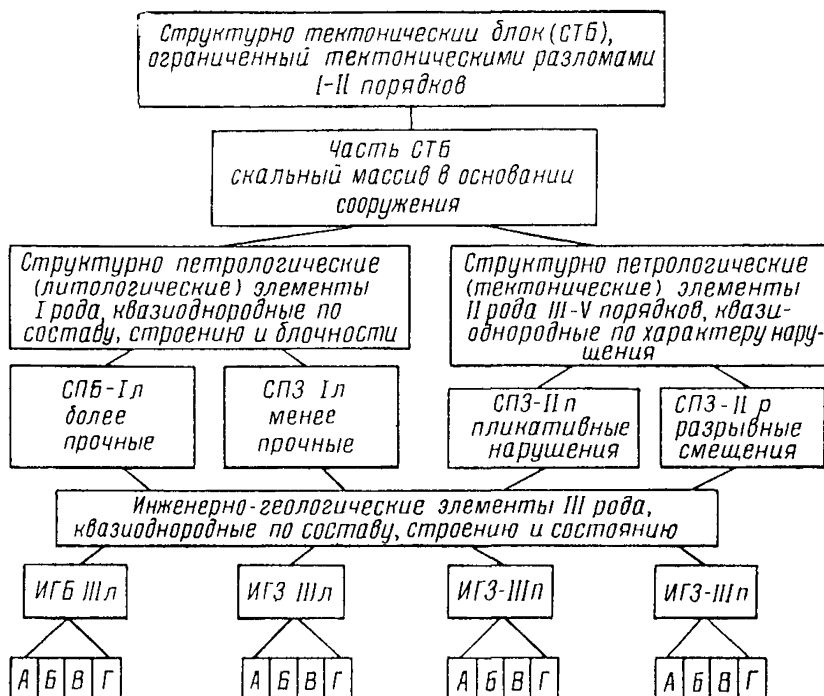 Структурно тектонически блок (СТБ),
ограниченный тектоническими разломами
I-II порядков
Часть СТБ
скальный массив в основании
сооружения
Структурно петрологические
(литологические) элементы
I рода, квазиоднородные по
составу, строению и блочности
Структурно петрологические
(тектонические) элементы
II рода III-V порядков, квази-
однородные по характеру нару-
щения
СПБ-Iл
более
прочные
СПЗ Iл
менее
прочные
СПЗ-II п
пликативные
нарушения
СПЗ-II р
разрывные
смещения
Инженерно-геологические элементы III рода,
квазиоднородные по составу, строению и состоянию
ИГБ IIIл
ИГЗ IIIл
ИГЗ-IIIп
ИГЗ-IIIп
А Б В Г
А Б В Г
А Б В Г
А Б В Г